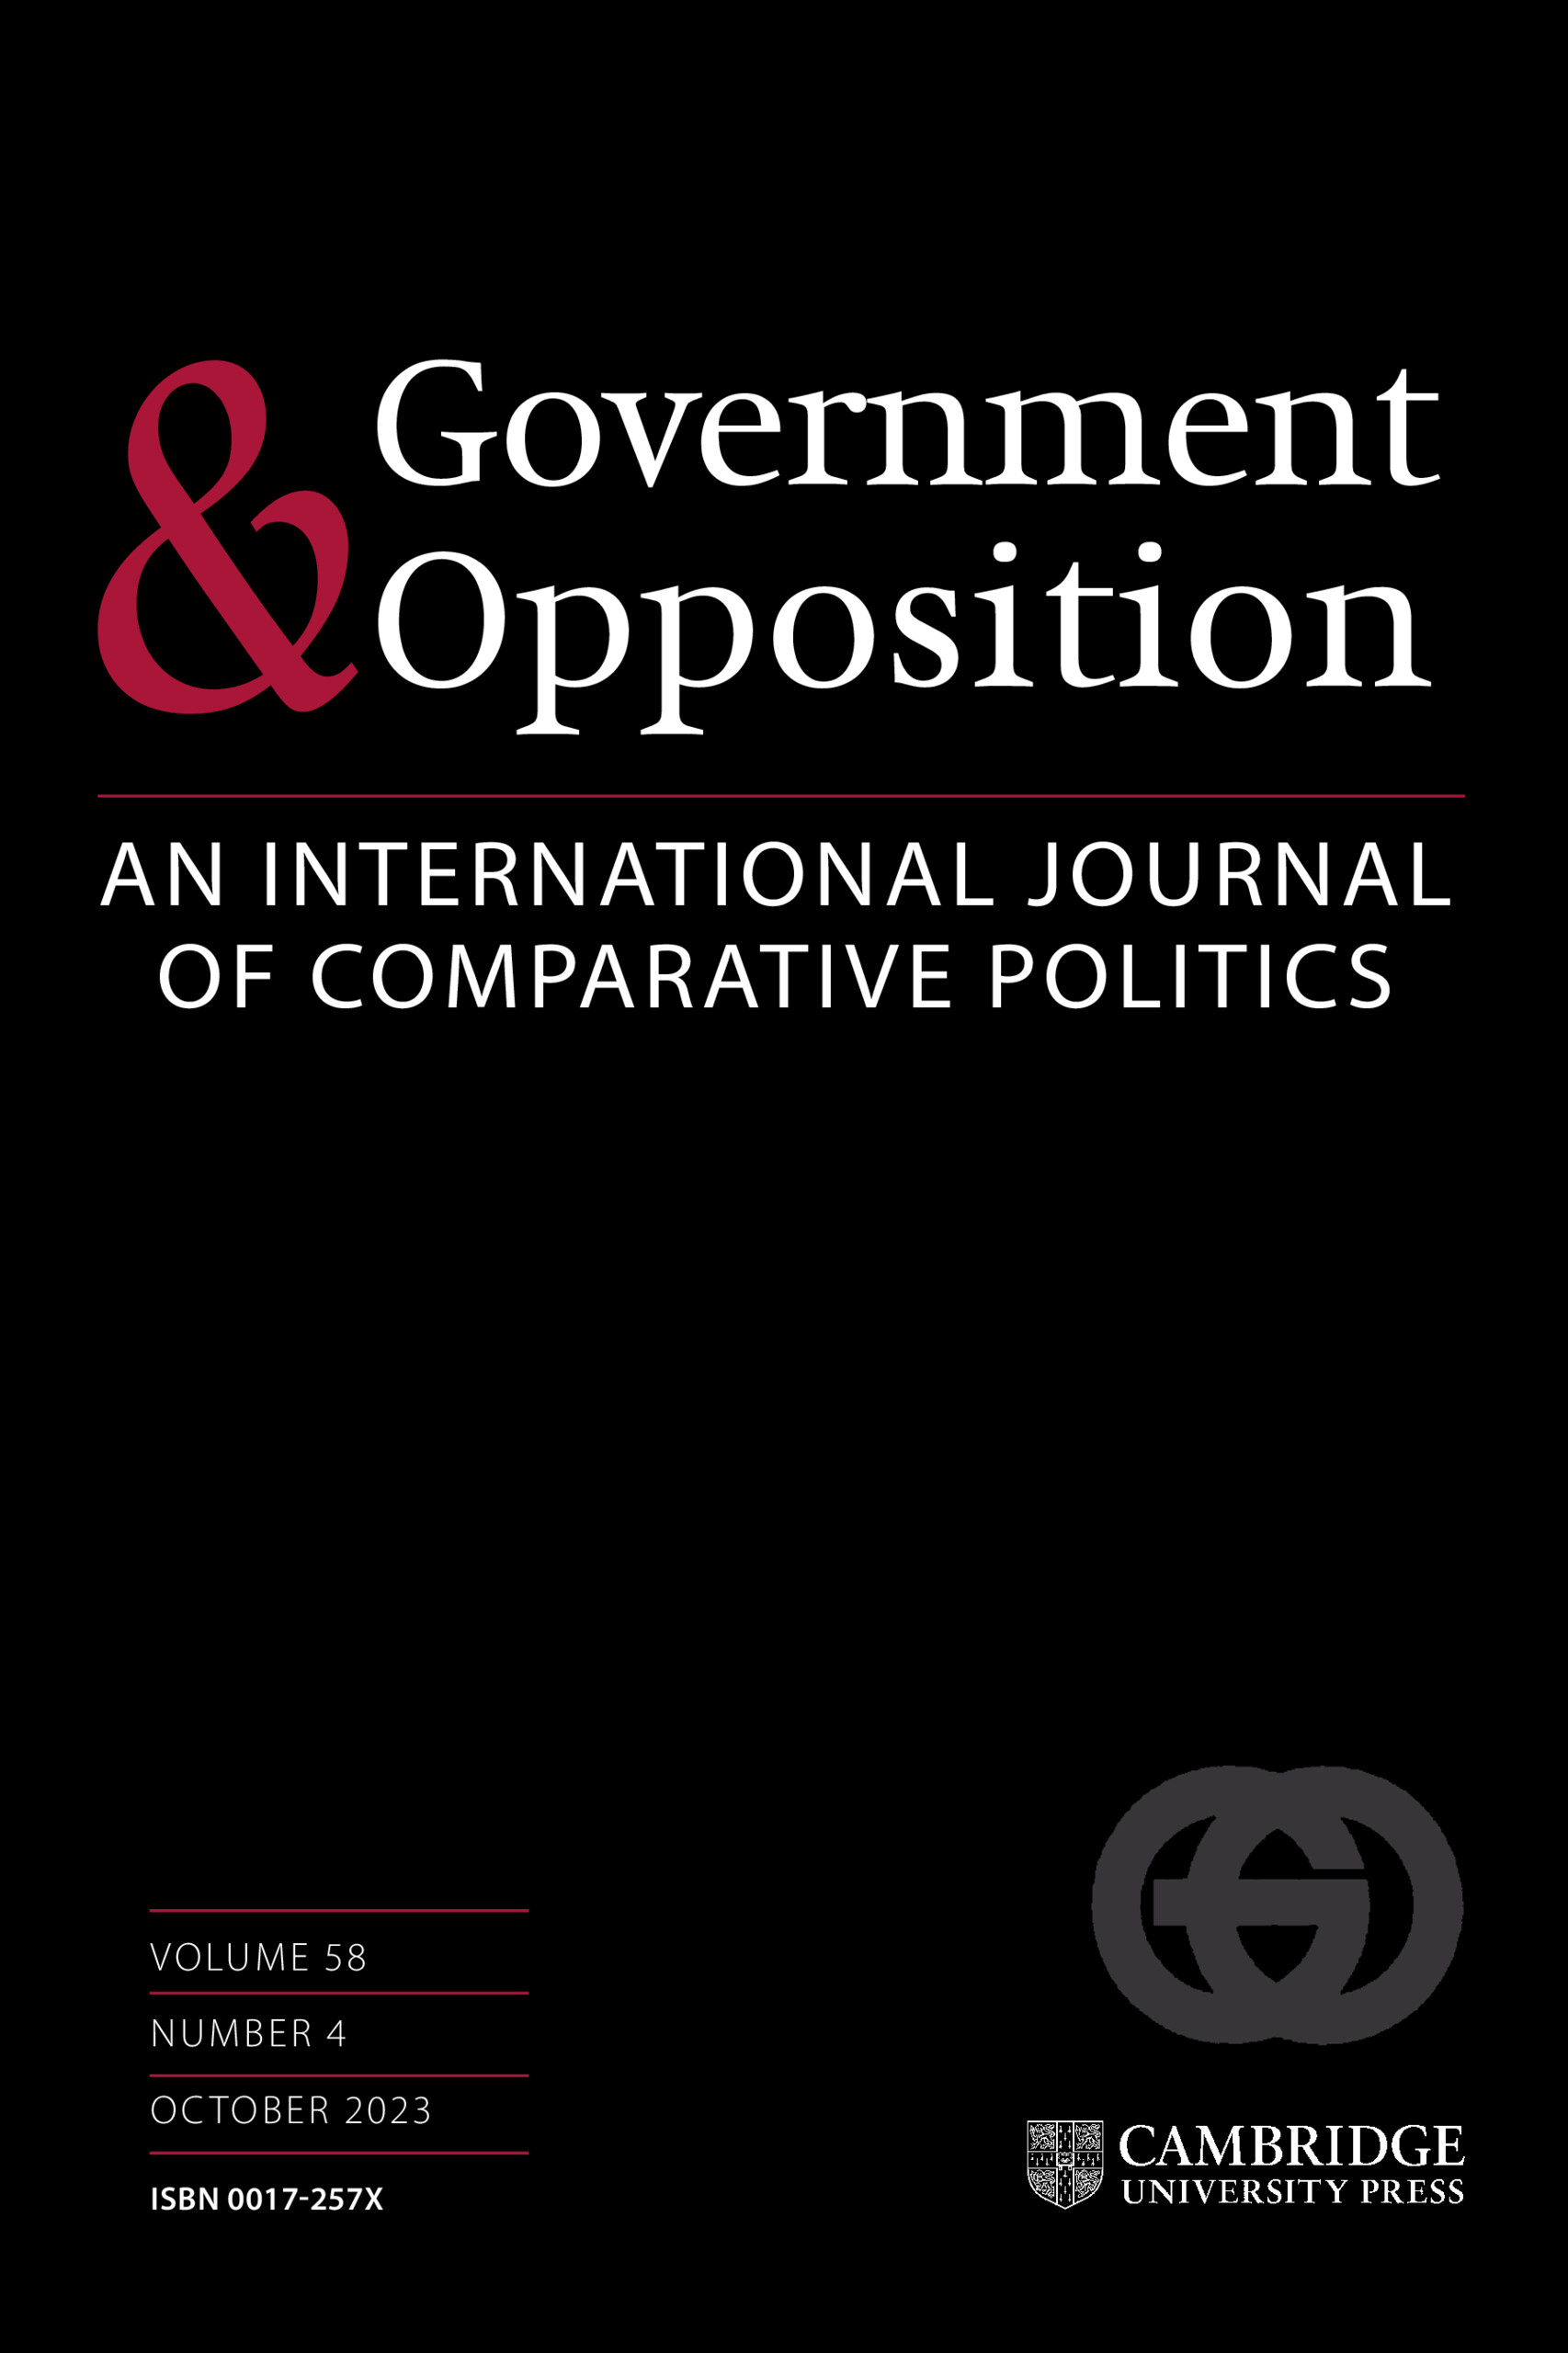 & Government
Opposition
AN INTERNATIONAL JOURNAL
OF COMPARATIVE POLITICS
VOLUME 58
NUMBER 4
OCTOBER 2023
ISBN 0017-257X
CAMBRIDGE
UNIVERSITY PRESS